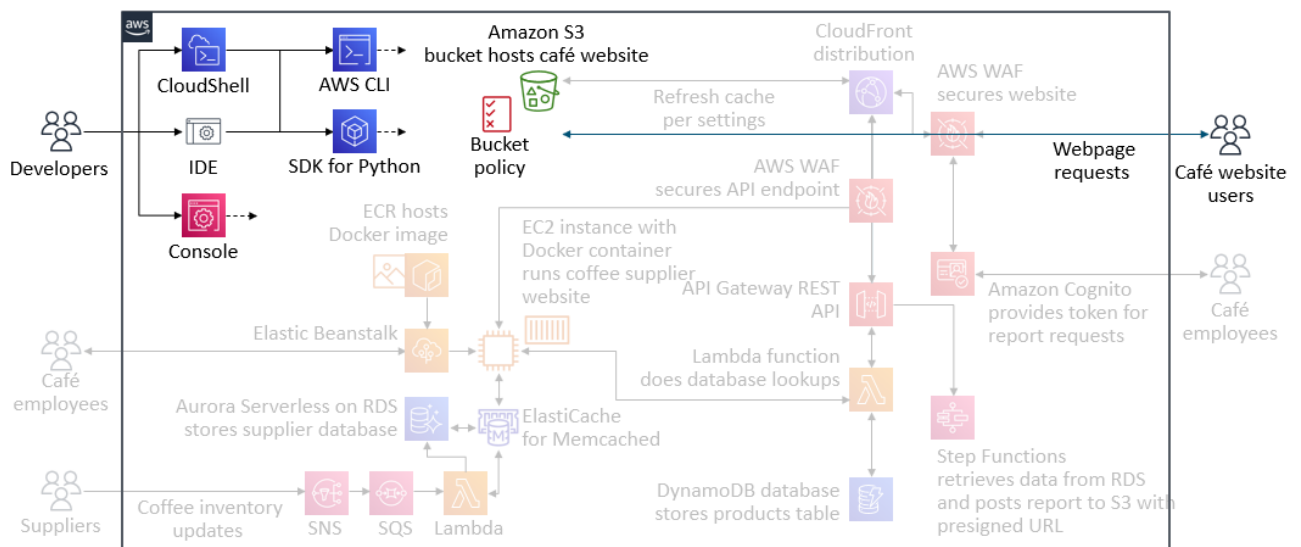 aws
Amazon S3
bucket hosts café website
CloudFront
distribution
CloudShell
AWS CLI
AWS WAF
secures website
Refresh cache
per settings
Developers
IDE
SDK for Python
Bucket
policy
Webpage
requests
Café website
users
AWS WAF
secures API endpoint
Console
ECR hosts
Docker image
EC2 instance with
Docker container
runs coffee supplier
website
API Gateway REST
API
Amazon Cognito
provides token for
report requests
Café
employees
Elastic Beanstalk
Café
employees
Lambda function
does database lookups
Aurora Serverless on RDS
stores supplier database
M
ElastiCache
for Memcached
Step Functions
retrieves data from RDS
and posts report to S3 with
presigned URL
Suppliers
Coffee inventory
updates
SNS
SQS
Lambda
DynamoDB database
stores products table